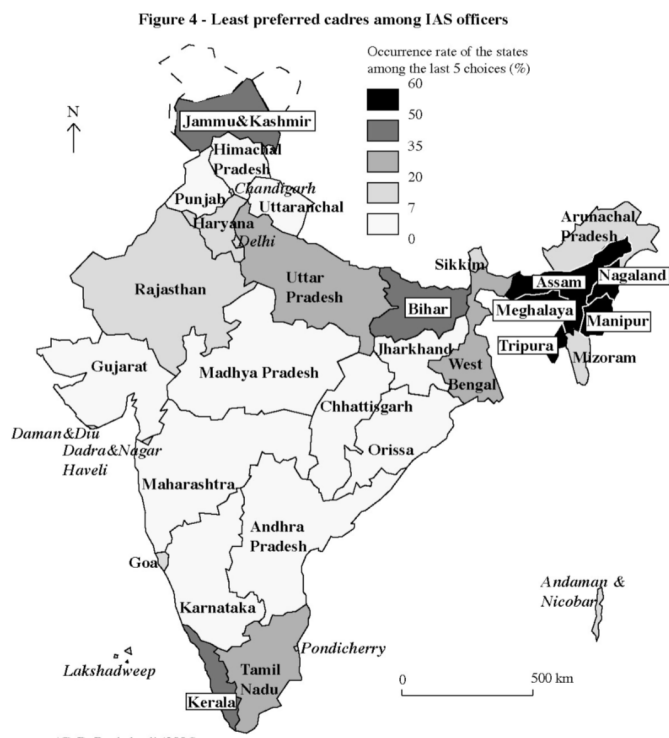 Figure 4 - Least preferred cadres among IAS officers
Occurrence rate of the states
among the last 5 choices (%)
60
50
35
20
7
0
N
Jammu&Kashmir
Himachal
Pradesh
Chandigarh
Punjab
Uttaranchal
Haryana
Delhi
Arunachal
Pradesh
Sikkim
Assam
Nagaland
Rajasthan
Uttar
Pradesh
Bihar
Meghalaya
Manipur
Tripura
Mizoram
Gujarat
Madhya Pradesh
Jharkhand
West
Bengal
Chhattisgarh
Orissa
Daman&Diu
Dadra&Nagar
Haveli
Maharashtra
Andhra
Pradesh
Goa
Karnataka
Andaman &
Nicobar
Pondicherry
Lakshadweep
Tamil
Nadu
Kerala
0
500 km